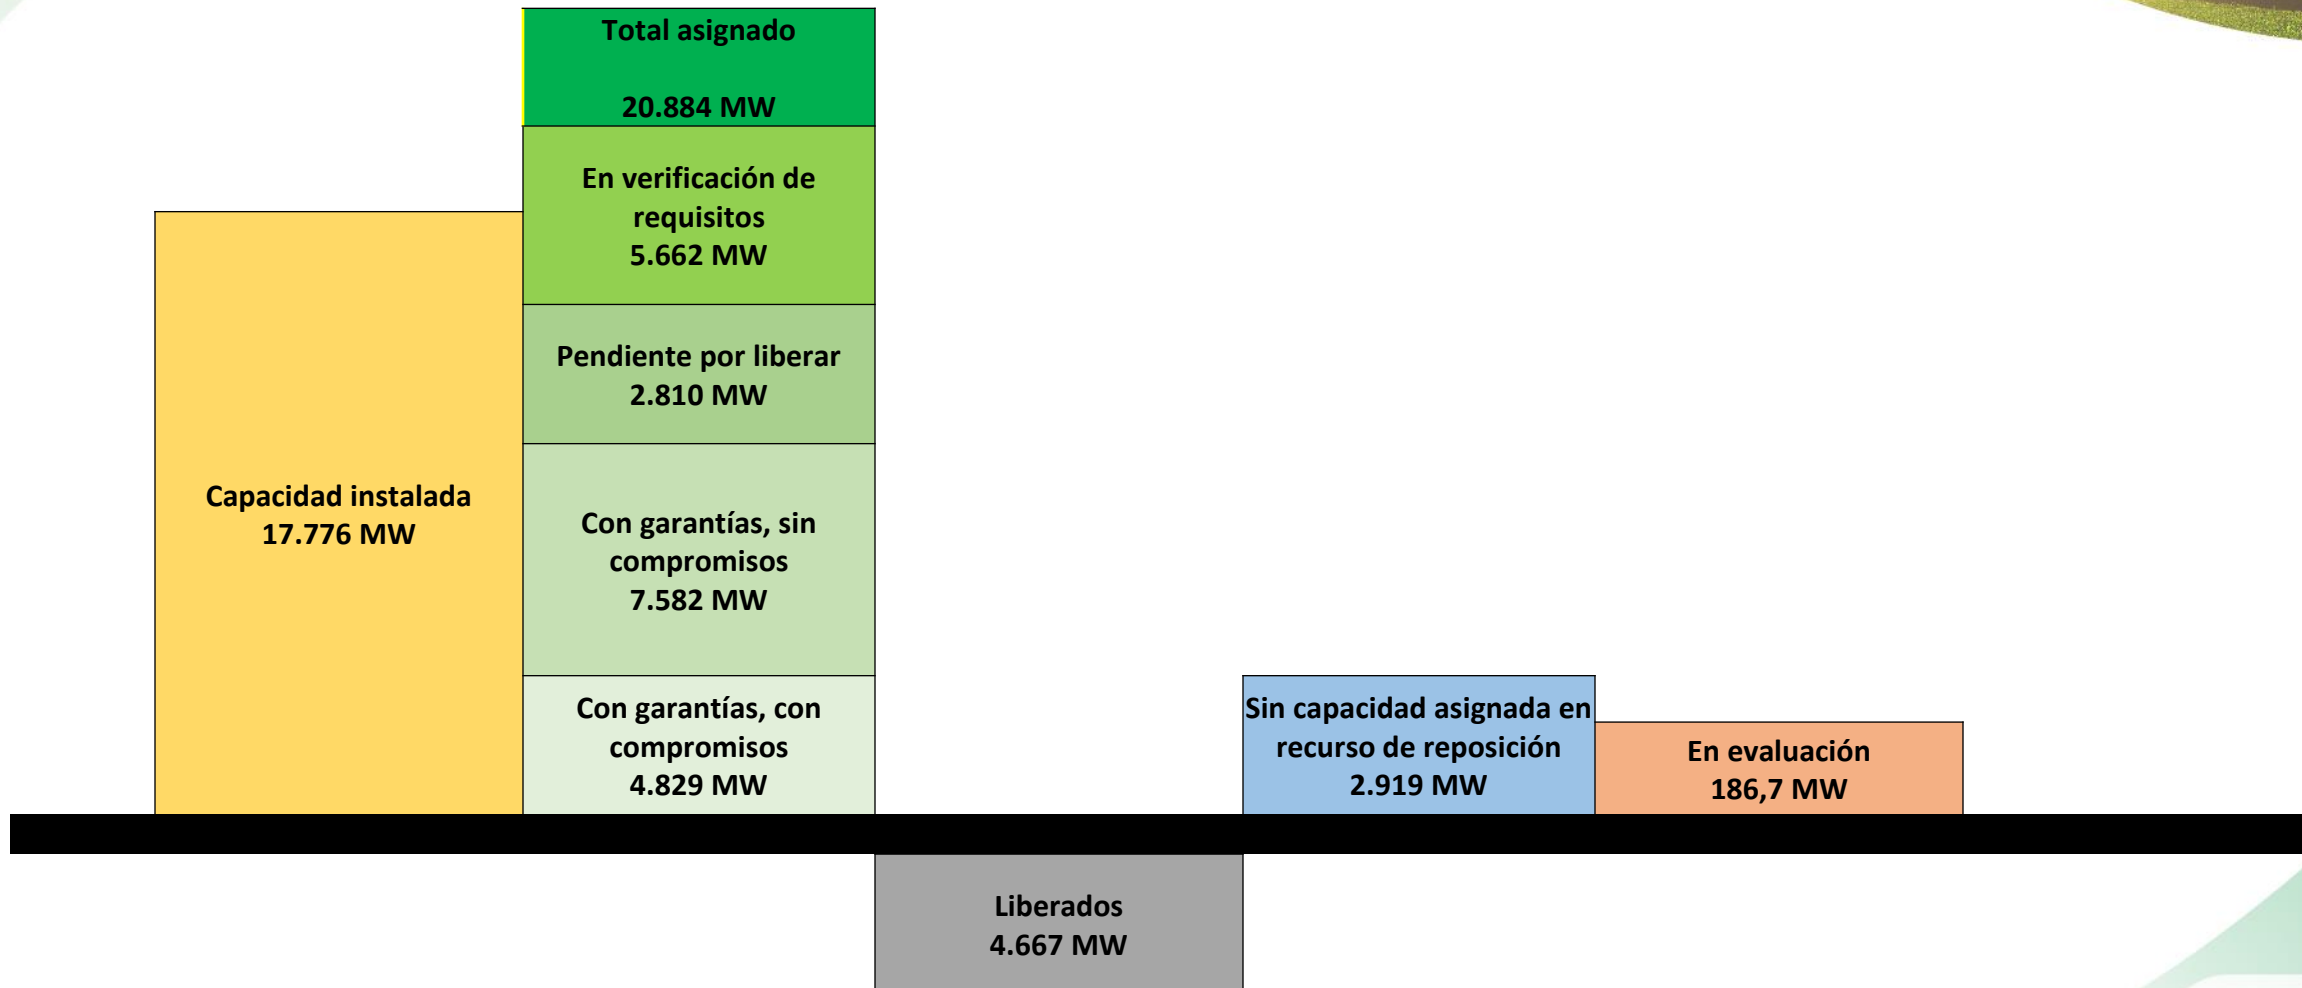 Total asignado
20.884 MW
En verificación de
requisitos
5.662 MW
Pendiente por liberar
2.810 MW
Capacidad instalada
17.776 MW
Con garantías, sin
compromisos
7.582 MW
Con garantías, con
compromisos
4.829 MW
Sin capacidad asignada en
recurso de reposición
2.919 MW
En evaluación
186,7 MW
Liberados
4.667 MW